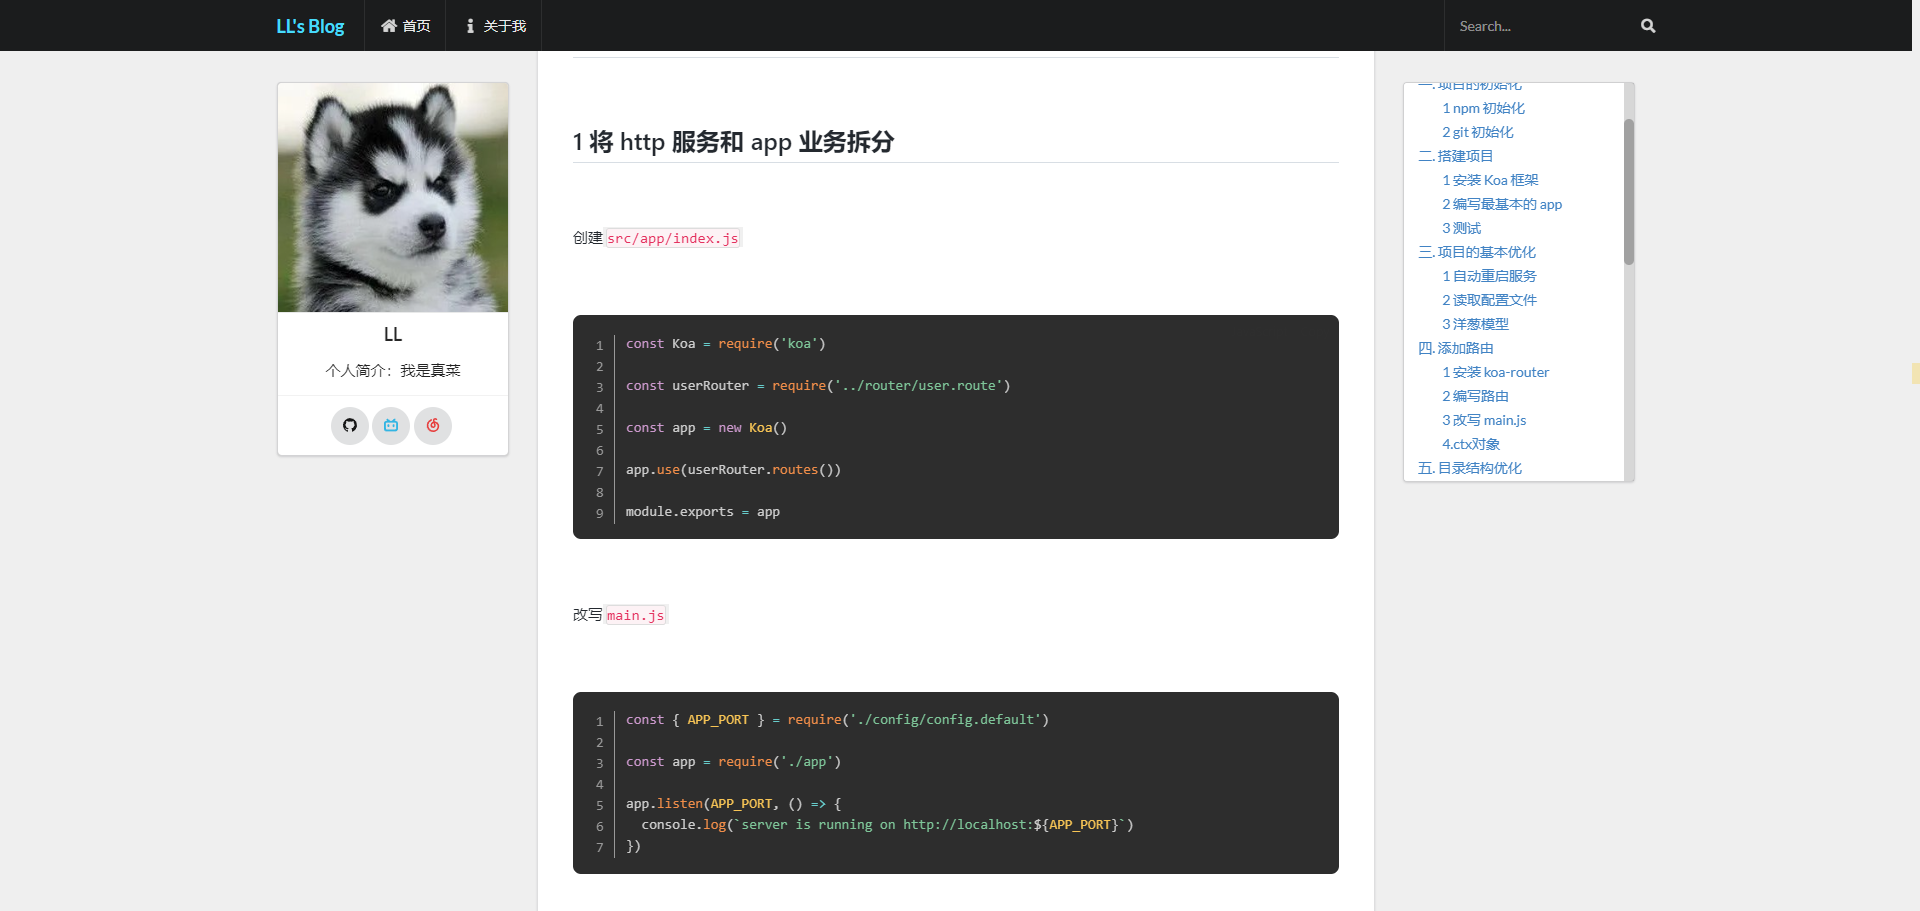 LL's Blog 首页 关于我 Search...
LL
个人简介：我是真菜
1 将 http 服务和 app 业务拆分
创建 src/app/index.js
1 const Koa = require('koa')
2
3 const userRouter = require('../router/user.route')
4
5 const app = new Koa()
6
7 app.use(userRouter.routes())
8
9 module.exports = app
改写 main.js
1 const { APP_PORT } = require('./config/config.default')
2
3 const app = require('./app')
4
5 app.listen(APP_PORT, () => {
6   console.log(`server is running on http://localhost:${APP_PORT}`)
7 })
一. 项目的初始化
1 npm 初始化
2 git 初始化
二. 搭建项目
1 安装 Koa 框架
2 编写最基本的 app
3 测试
三. 项目的基本优化
1 自动重启服务
2 读取配置文件
3 洋葱模型
四. 添加路由
1 安装 koa-router
2 编写路由
3 改写 main.js
4.ctx对象
五. 目录结构优化